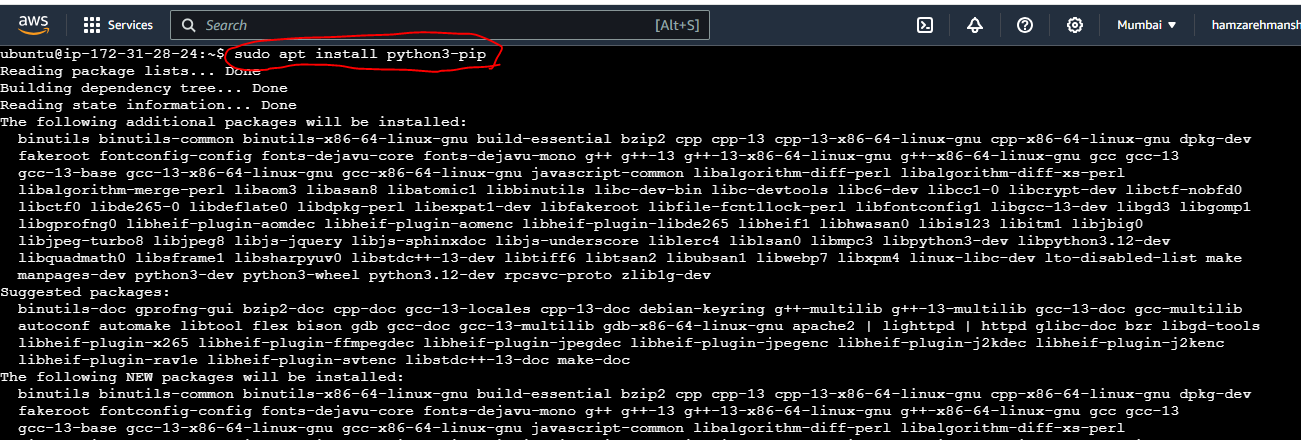 aws Services Search [Alt+S] Mumbai hamzarehmansh
ubuntu@ip-172-31-28-24:~$ sudo apt install python3-pip
Reading package lists... Done
Building dependency tree... Done
Reading state information... Done
The following additional packages will be installed:
binutils binutils-common binutils-x86-64-linux-gnu build-essential bzip2 cpp cpp-13 cpp-13-x86-64-linux-gnu cpp-x86-64-linux-gnu dpkg-dev
fakeroot fontconfig-config fonts-dejavu-core fonts-dejavu-mono g++ g++-13 g++-13-x86-64-linux-gnu g++-x86-64-linux-gnu gcc gcc-13
gcc-13-base gcc-13-x86-64-linux-gnu gcc-x86-64-linux-gnu javascript-common libalgorithm-diff-perl libalgorithm-diff-xs-perl
libalgorithm-merge-perl libaom3 libasan8 libatomic1 libbinutils libc-dev-bin libc-devtools libc6-dev libcc1-0 libcrypt-dev libctf-nobfd0
libctf0 libde265-0 libdeflate0 libdpkg-perl libexpat1-dev libfakeroot libfile-fcntllock-perl libfontconfig1 libgcc-13-dev libgd3 libgomp1
libgprofng0 libheif-plugin-aomdec libheif-plugin-aomenc libheif-plugin-libde265 libheif1 libhwasan0 libisl23 libitm1 libjbig0
libjpeg-turbo8 libjpeg8 libjs-jquery libjs-sphinxdoc libjs-underscore liblerc4 liblsan0 libmpc3 libpython3-dev libpython3.12-dev
libquadmath0 libsframe1 libsharpyuv0 libstdc++-13-dev libtiff6 libtsan2 libubsan1 libwebp7 libxpm4 linux-libc-dev lto-disabled-list make
manpages-dev python3-dev python3-wheel python3.12-dev rpcsvc-proto zlib1g-dev
Suggested packages:
binutils-doc gprofng-gui bzip2-doc cpp-doc gcc-13-locales cpp-13-doc debian-keyring g++-multilib g++-13-multilib gcc-13-doc gcc-multilib
autoconf automake libtool flex bison gdb gcc-doc gcc-13-multilib gdb-x86-64-linux-gnu apache2 | lighttpd | httpd glibc-doc bzr libgd-tools
libheif-plugin-x265 libheif-plugin-ffmpegdec libheif-plugin-jpegdec libheif-plugin-jpegenc libheif-plugin-j2kdec libheif-plugin-j2kenc
libheif-plugin-rav1e libheif-plugin-svtenc libstdc++-13-doc make-doc
The following NEW packages will be installed:
binutils binutils-common binutils-x86-64-linux-gnu build-essential bzip2 cpp cpp-13 cpp-13-x86-64-linux-gnu cpp-x86-64-linux-gnu dpkg-dev
fakeroot fontconfig-config fonts-dejavu-core fonts-dejavu-mono g++ g++-13 g++-13-x86-64-linux-gnu g++-x86-64-linux-gnu gcc gcc-13
gcc-13-base gcc-13-x86-64-linux-gnu gcc-x86-64-linux-gnu javascript-common libalgorithm-diff-perl libalgorithm-diff-xs-perl